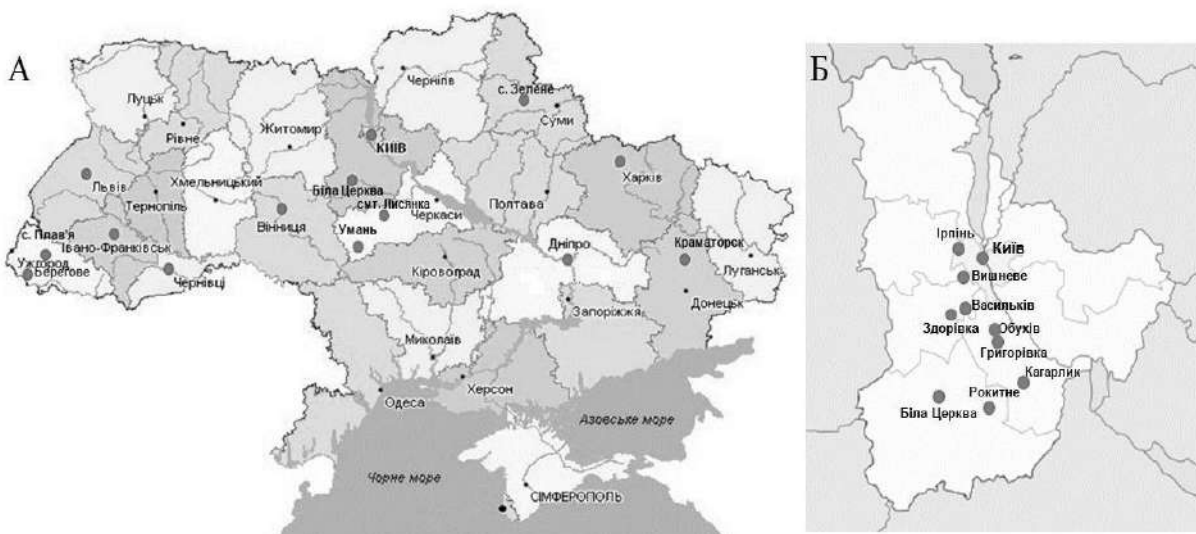 А
Чернігів
с. Зелене
Луцьк
Суми
Рівне
Житомир
КИЇВ
Львів
Харків
Хмельницький
Біла Церква
Тернопіль
смт. Лисянка
Полтава
Черкаси
с. Плав'я
Вінниця
Івано-Франківськ
Умань
Дніпро
Краматорск
Ужгород
Берегове
Чернівці
Кіровоград
Луганськ
Донецьк
Запоріжжя
Миколаїв
Херсон
Одеса
Азовське море
Чорне море
СІМФЕРОПОЛЬ
Б
Ірпінь
Київ
Вишневе
Васильків
Здорівка
Обухів
Григорівка
Кагарлик
Рокитне
Біла Церква